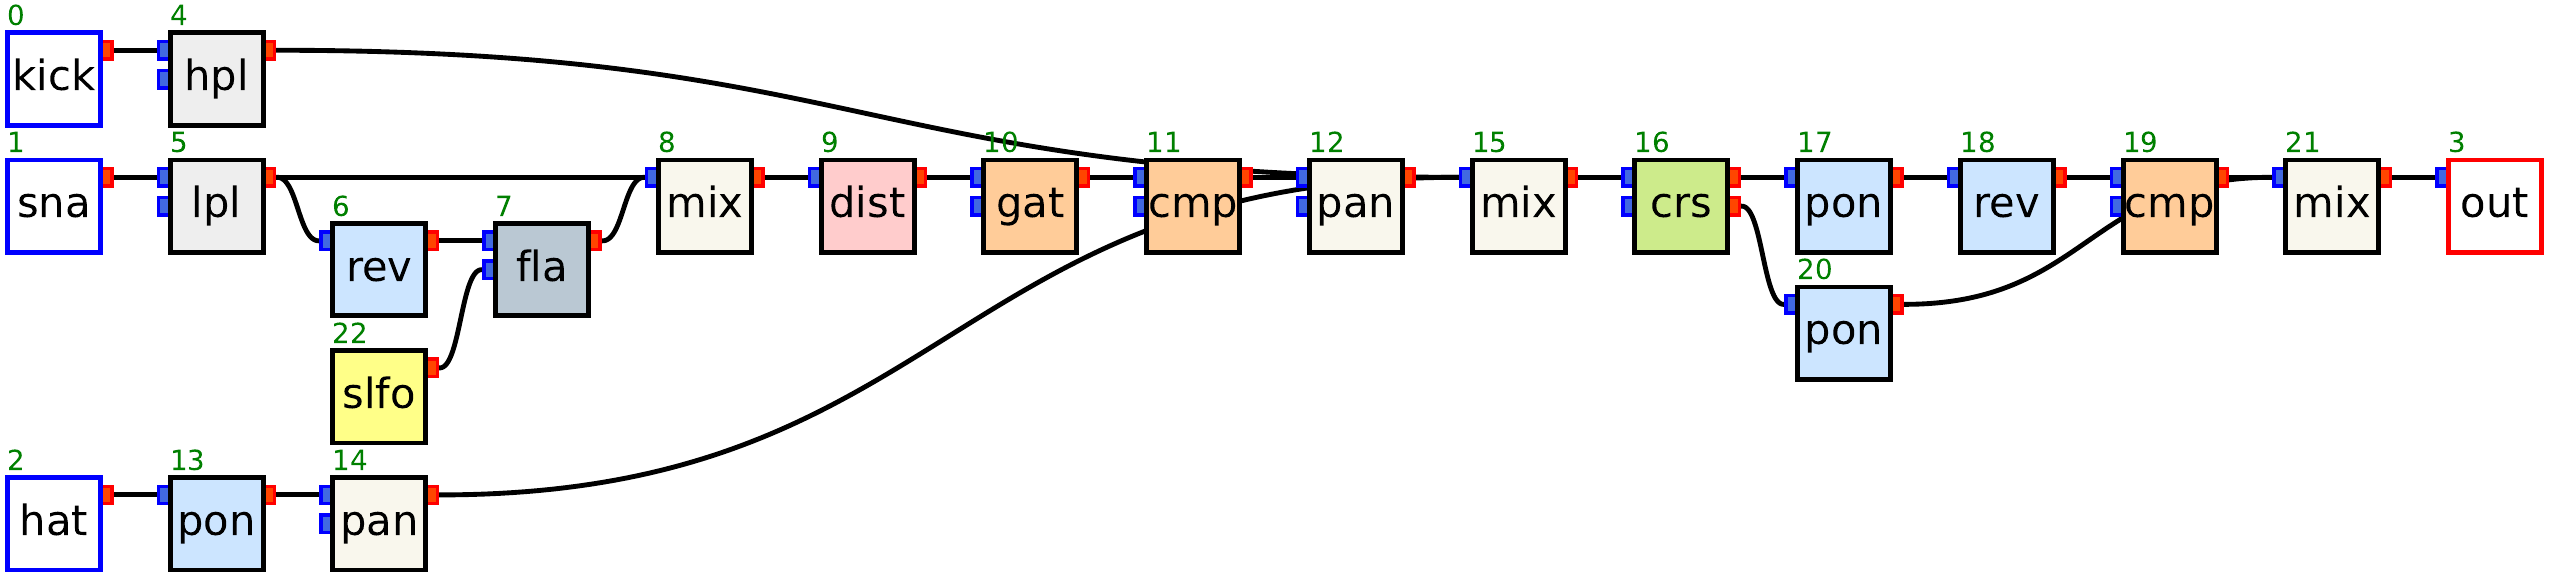 0 4
kick hpl
1 5 8 9 10 11 12 15 16 17 18 19 21 3
sna lpl mix dist gat cmp pan mix crs pon rev cmp mix out
6 7
rev fla
20
pon
22
slfo
2 13 14
hat pon pan